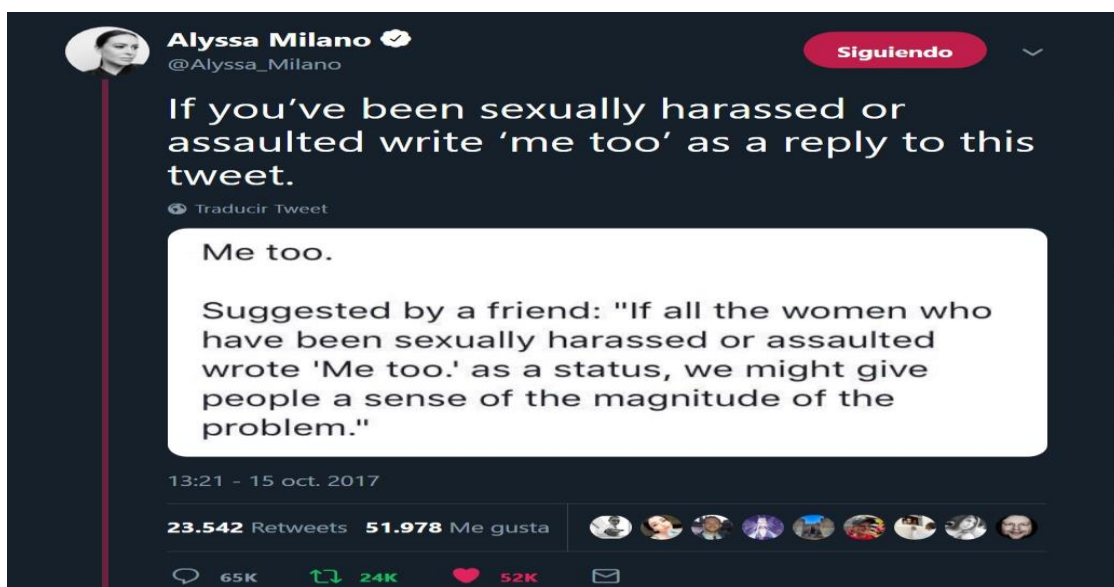 Alyssa Milano
Siguiendo
@Alyssa_Milano
If you’ve been sexually harassed or
assaulted write ‘me too’ as a reply to this
tweet.
Traducir Tweet
Me too.
Suggested by a friend: "If all the women who
have been sexually harassed or assaulted
wrote 'Me too.' as a status, we might give
people a sense of the magnitude of the
problem."
13:21 - 15 oct. 2017
23.542 Retweets 51.978 Me gusta
65K 24K 52K